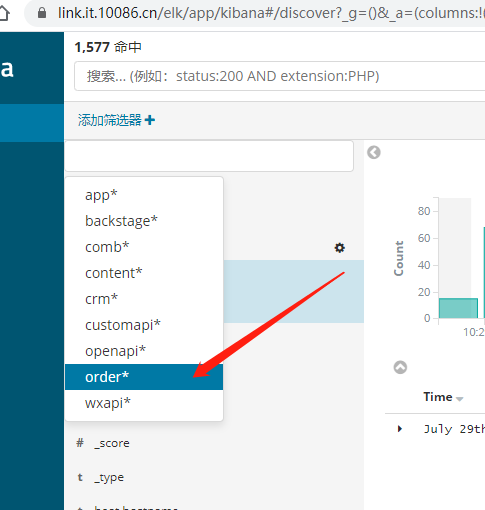 link.it.10086.cn/elk/app/kibana#/discover?_g=()&_a=(columns:!(
a
1,577 命中
搜索... (例如：status:200 AND extension:PHP)
添加筛选器
app*
backstage*
comb*
content*
crm*
customapi*
openapi*
order*
wxapi*
# _score
t _type
t host.hostname
Count
80
60
40
20
0
10:2
Time
July 29th